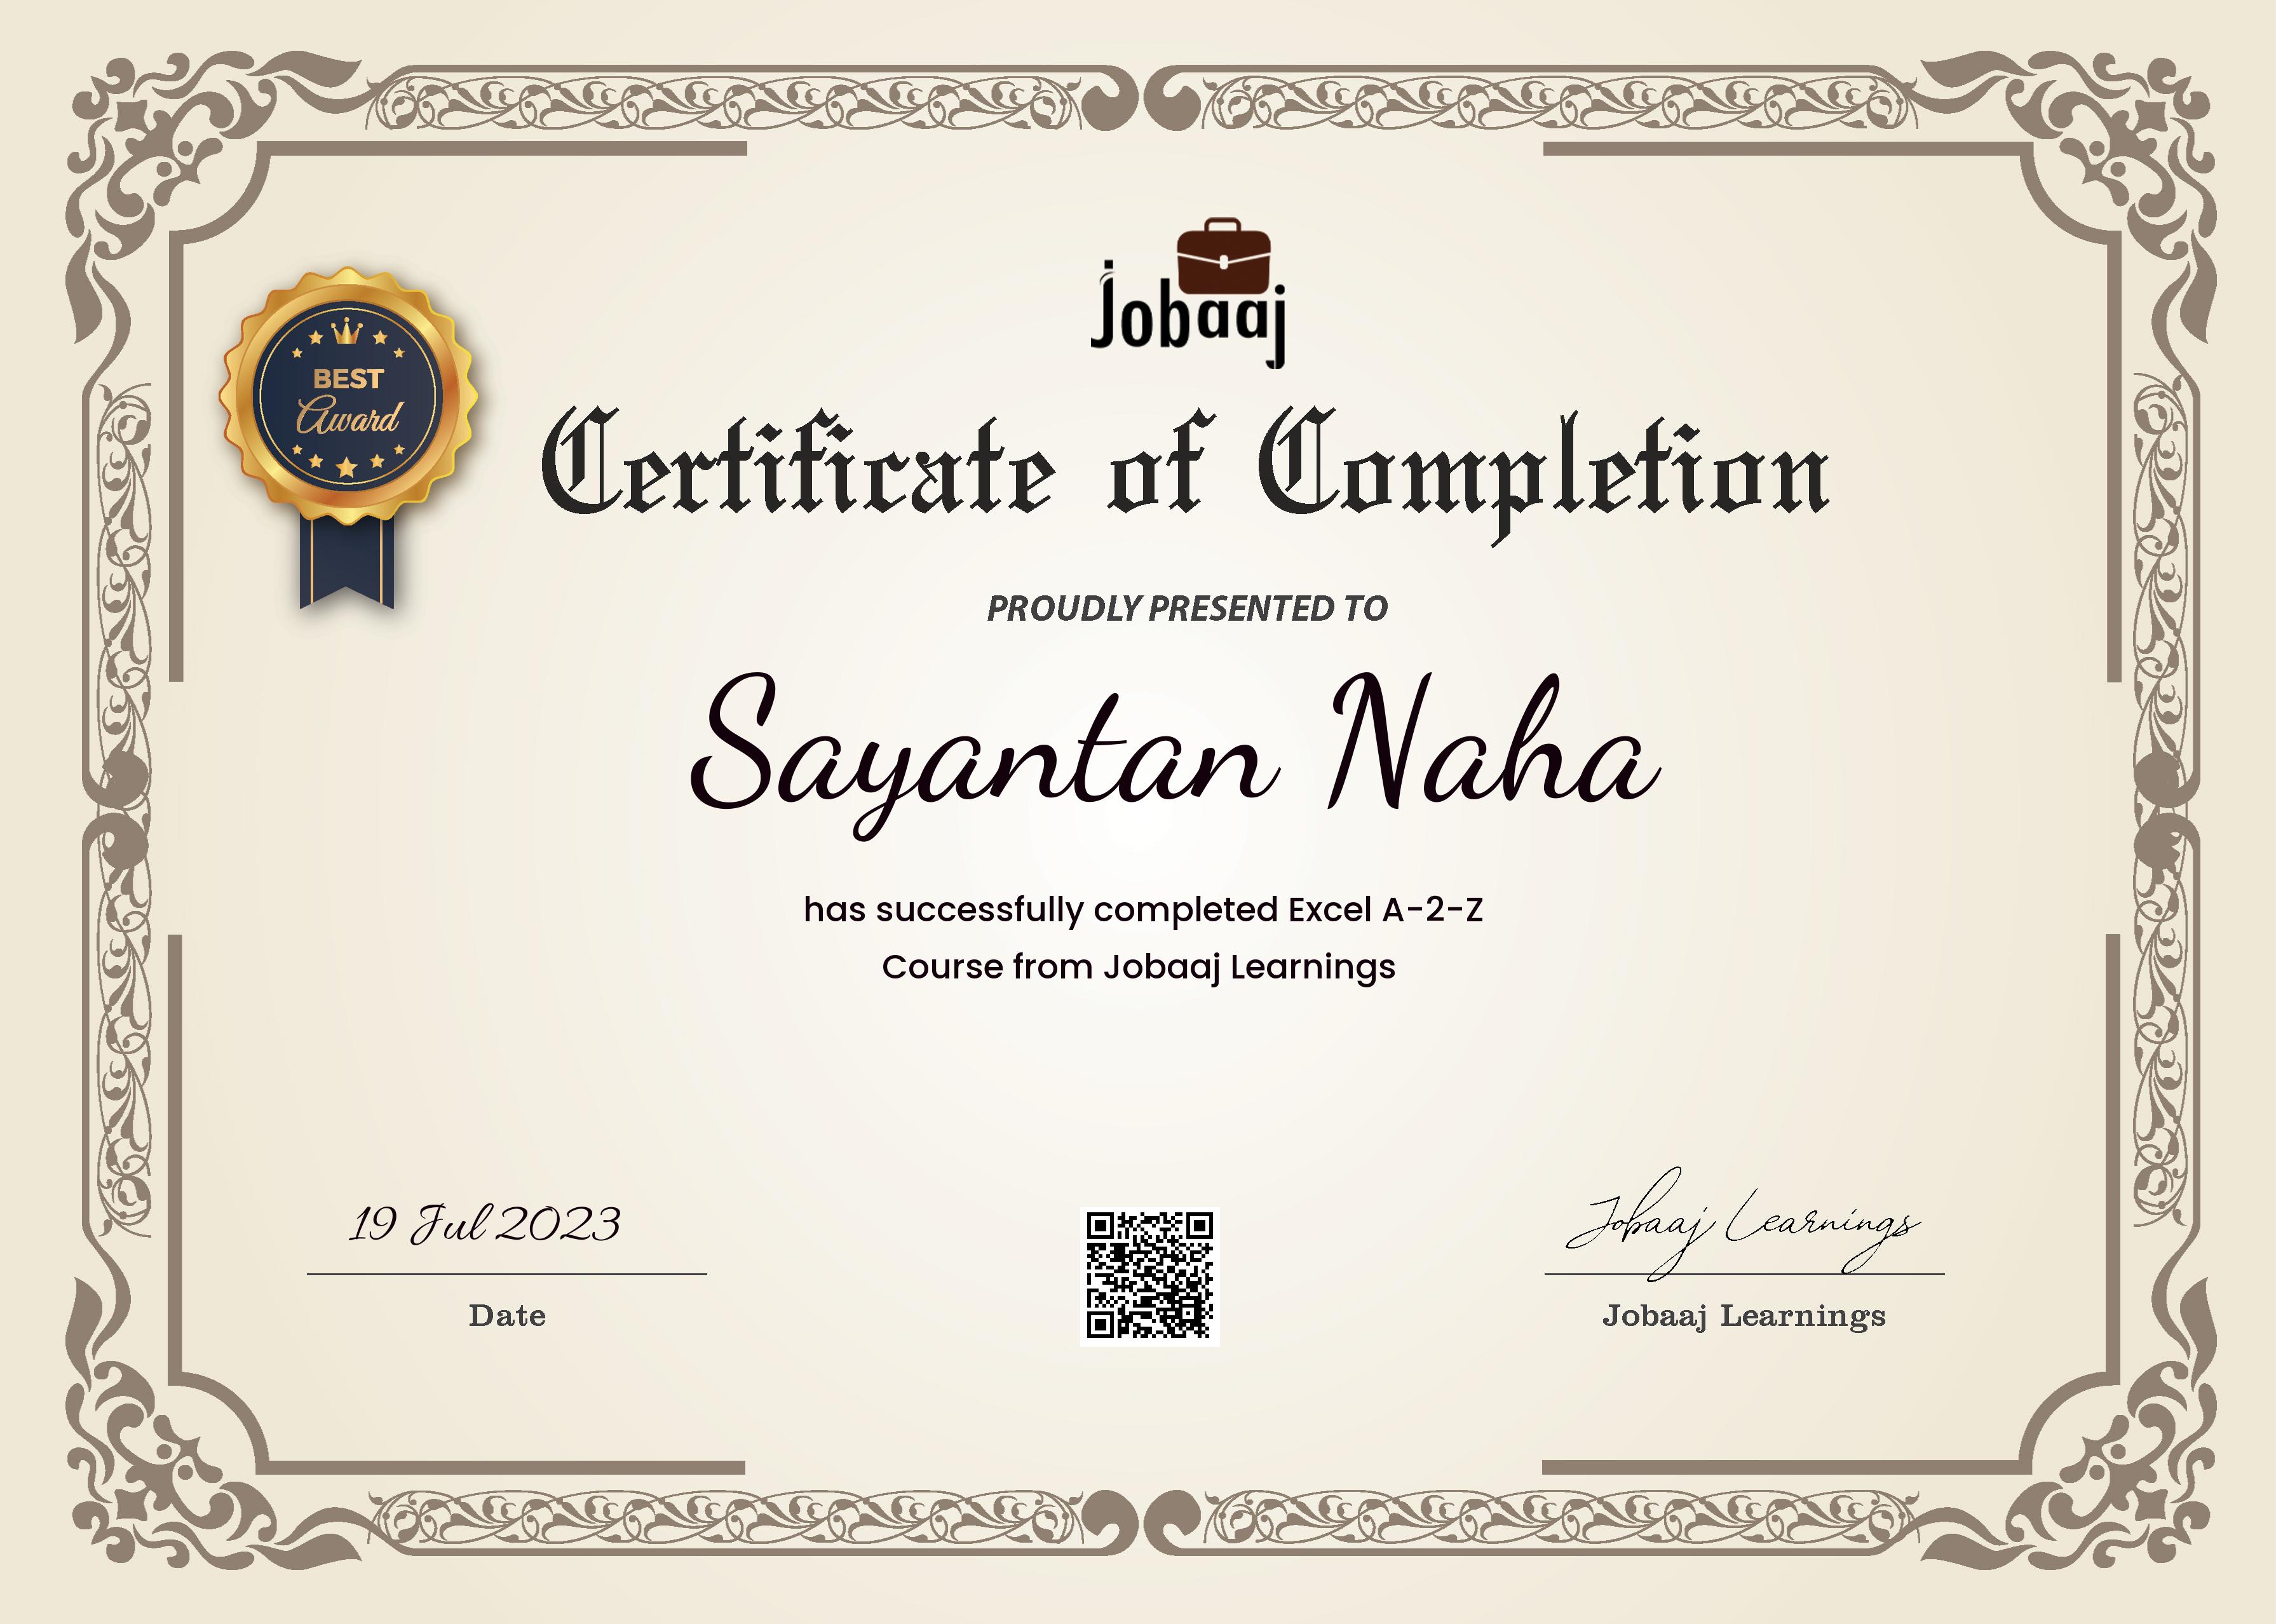 Jobaaj
BEST
Award
Certificate of Completion
PROUDLY PRESENTED TO
Sayantan Naha
has successfully completed Excel A-2-Z
Course from Jobaaj Learnings
19 Jul 2023
Date
Jobaaj Learnings
Jobaaj Learnings